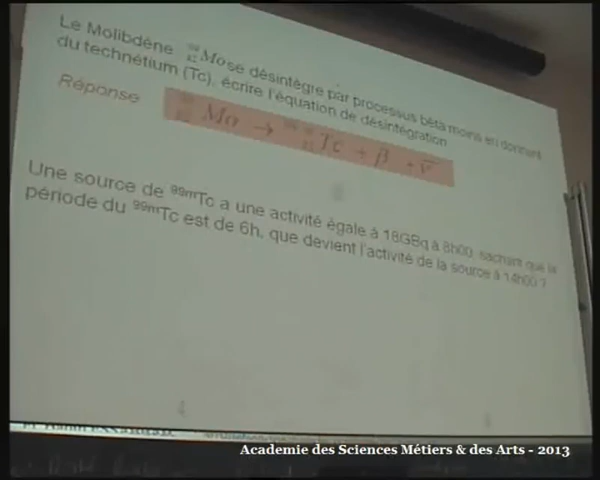 Le Molibdéne ⁹⁹₄₂Mo se désintègre par processus bêta moins en donnant
du technétium (Tc), écrire l'équation de désintégration
Réponse
Mo → Tc + β + ν̅
Une source de ⁹⁹ᵐTc a une activité égale à 18GBq à 8h00, sachant que la
période du ⁹⁹ᵐTc est de 6h, que devient l'activité de la source à 14h00 ?
Academie des Sciences Métiers & des Arts - 2013